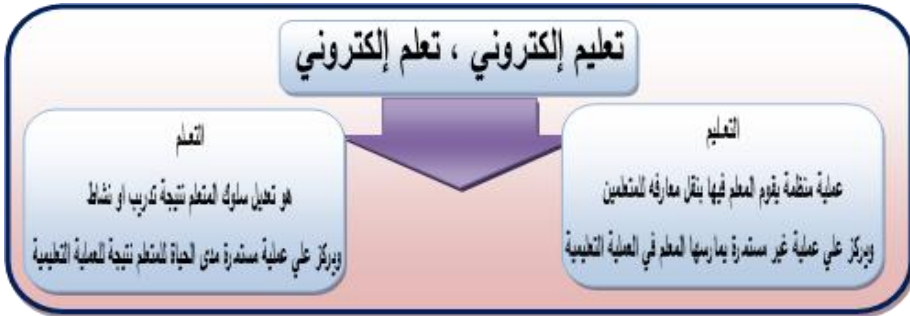 تعليم إلكتروني ، تعلم إلكتروني
التعليم
عملية منظمة يقوم المعلم فيها بنقل معارفه للمتعلمين
ويركز علي عملية غير مستمرة يمارسها المعلم في العملية التعليمية
التعلم
هو تعديل سلوك المتعلم نتيجة تدريب او نشاط
ويركز علي عملية مستمرة مدى الحياة للمتعلم نتيجة للعملية التعليمية